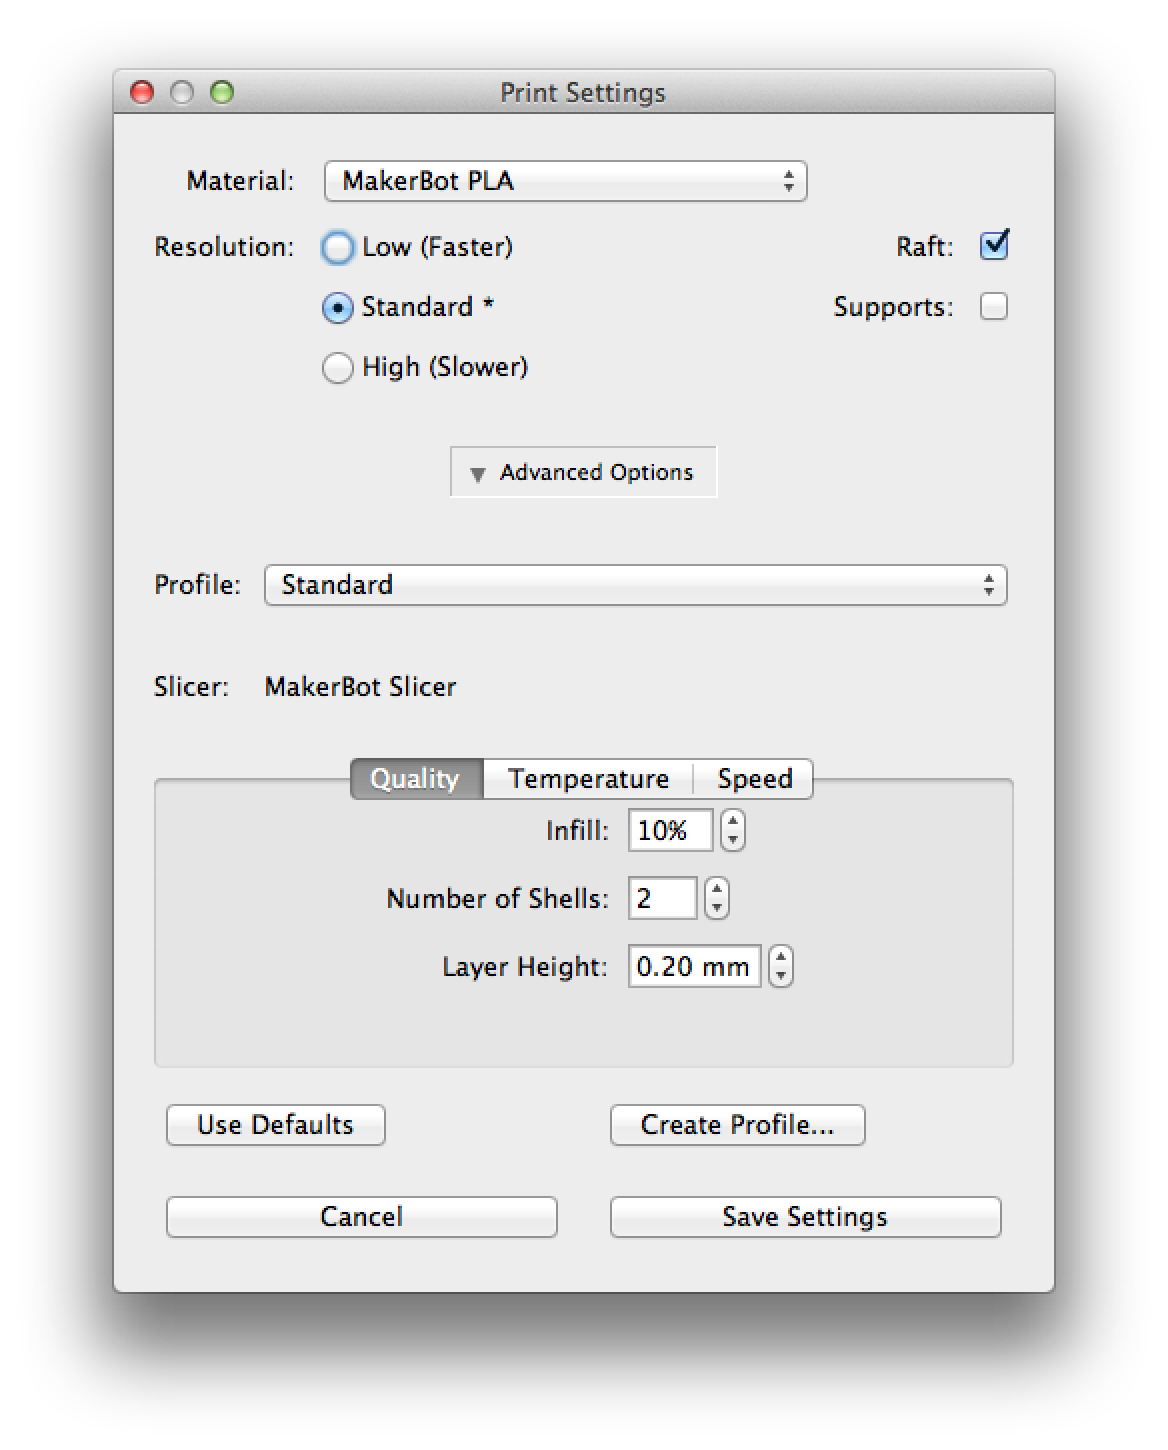 Print Settings
Material: MakerBot PLA
Resolution: Low (Faster) Raft:
Standard * Supports:
High (Slower)
Advanced Options
Profile: Standard
Slicer: MakerBot Slicer
Quality Temperature Speed
Infill: 10%
Number of Shells: 2
Layer Height: 0.20 mm
Use Defaults Create Profile...
Cancel Save Settings